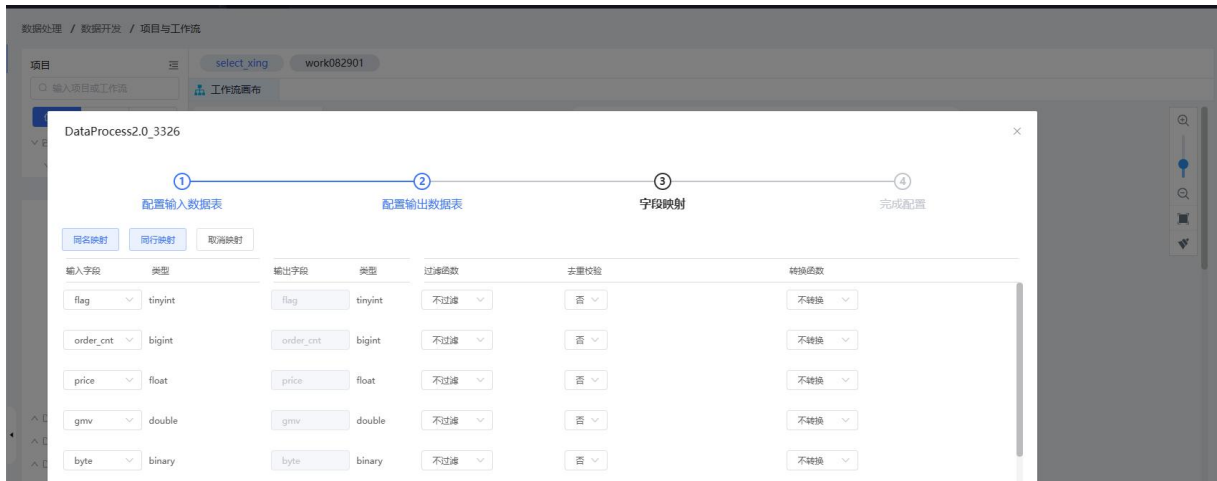 数据处理 / 数据开发 / 项目与工作流
项目
select_xing
work082901
输入项目或工作流
工作流画布
DataProcess2.0_3326
1
2
3
4
配置输入数据表
配置输出数据表
字段映射
完成配置
同名映射
同行映射
取消映射
输入字段 类型 输出字段 类型 过滤函数 去重校验 转换函数
flag tinyint flag tinyint 不过滤 否 不转换
order_cnt bigint order_cnt bigint 不过滤 否 不转换
price float price float 不过滤 否 不转换
gmv double gmv double 不过滤 否 不转换
byte binary byte binary 不过滤 否 不转换